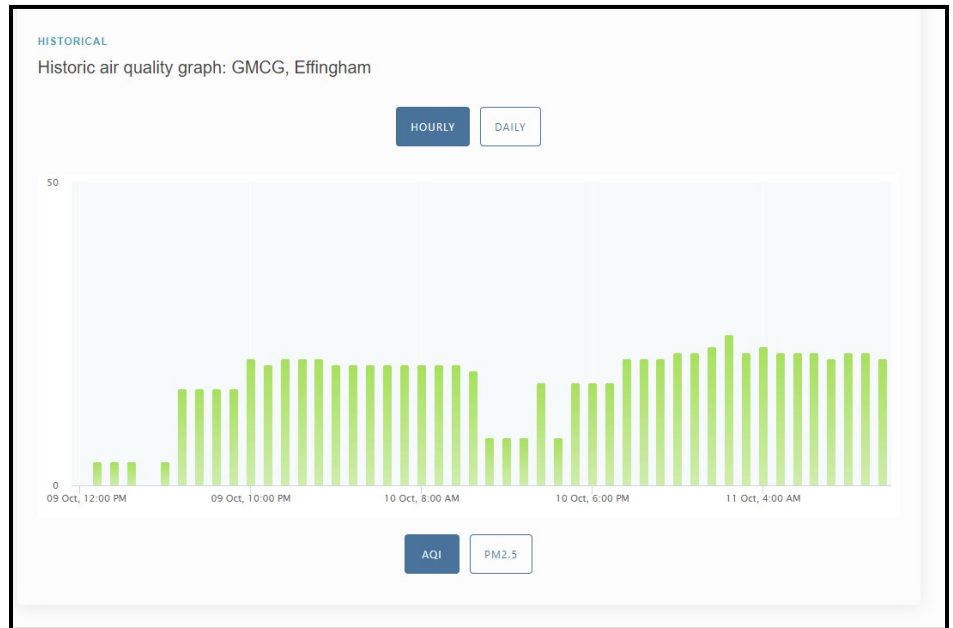 HISTORICAL
Historic air quality graph: GMCG, Effingham
HOURLY DAILY
50
0
09 Oct, 12:00 PM 09 Oct, 10:00 PM 10 Oct, 8:00 AM 10 Oct, 6:00 PM 11 Oct, 4:00 AM
AQI PM2.5